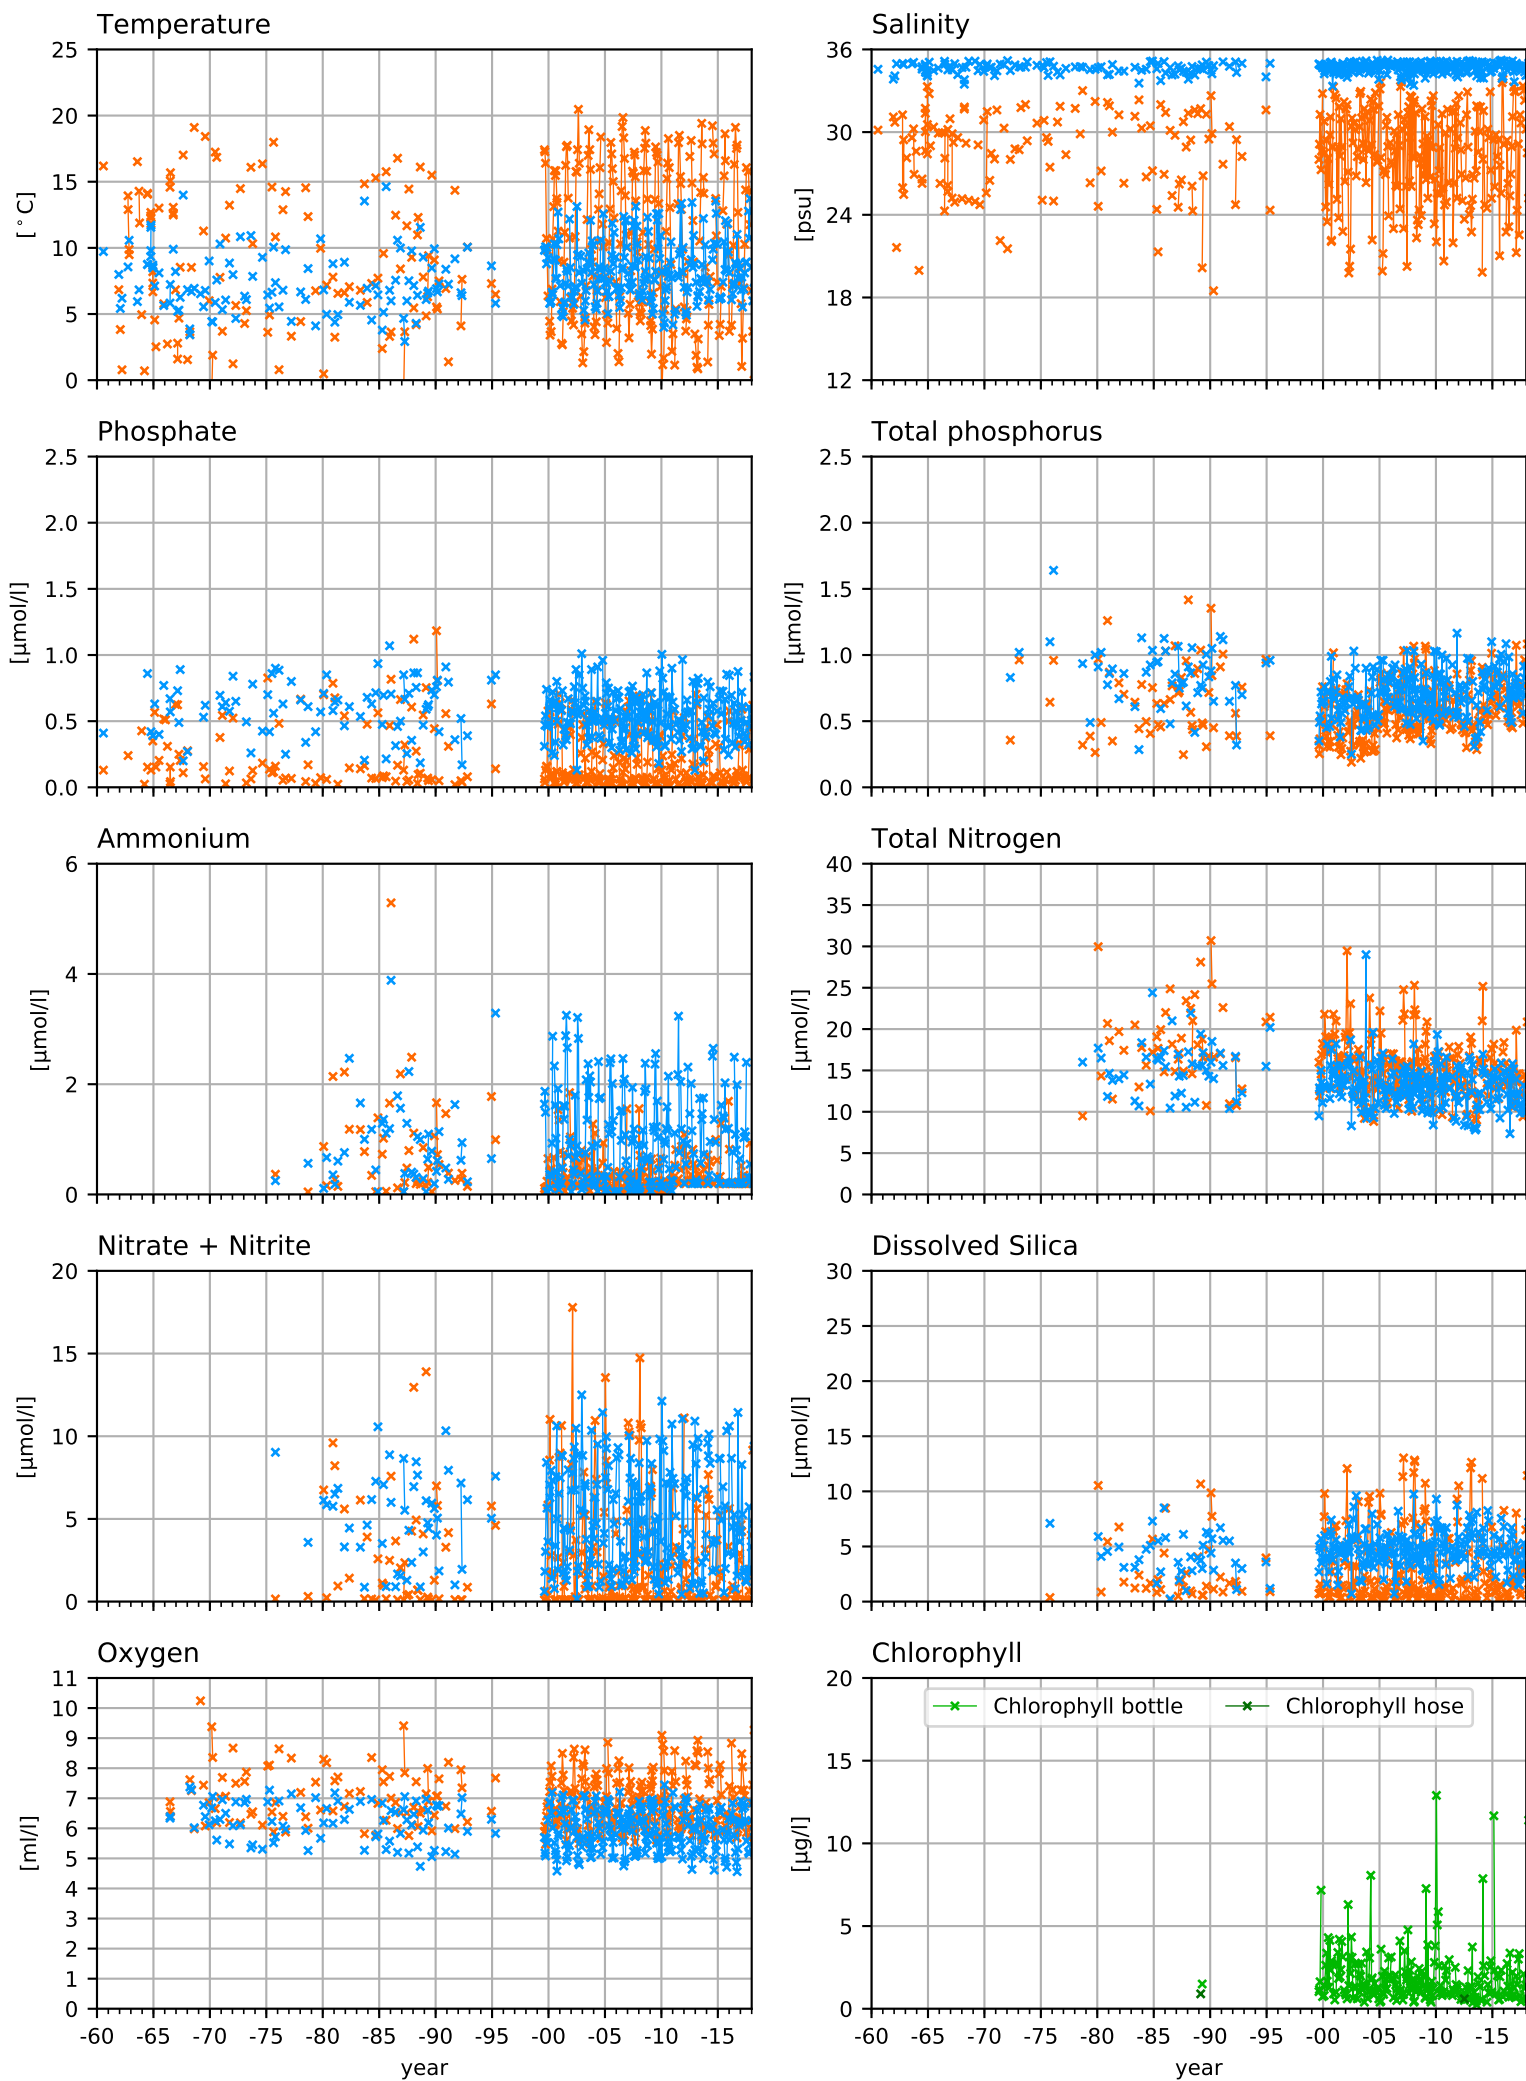 Temperature
25
20
15
10
5
0
[°C]
Salinity
36
30
24
18
12
[psu]
Phosphate
2.5
2.0
1.5
1.0
0.5
0.0
[µmol/l]
Total phosphorus
2.5
2.0
1.5
1.0
0.5
0.0
[µmol/l]
Ammonium
6
4
2
0
[µmol/l]
Total Nitrogen
40
35
30
25
20
15
10
5
0
[µmol/l]
Nitrate + Nitrite
20
15
10
5
0
[µmol/l]
Dissolved Silica
30
25
20
15
10
5
0
[µmol/l]
Oxygen
11
10
9
8
7
6
5
4
3
2
1
0
[ml/l]
-60 -65 -70 -75 -80 -85 -90 -95 -00 -05 -10 -15
year
Chlorophyll
Chlorophyll bottle Chlorophyll hose
20
15
10
5
0
[µg/l]
-60 -65 -70 -75 -80 -85 -90 -95 -00 -05 -10 -15
year